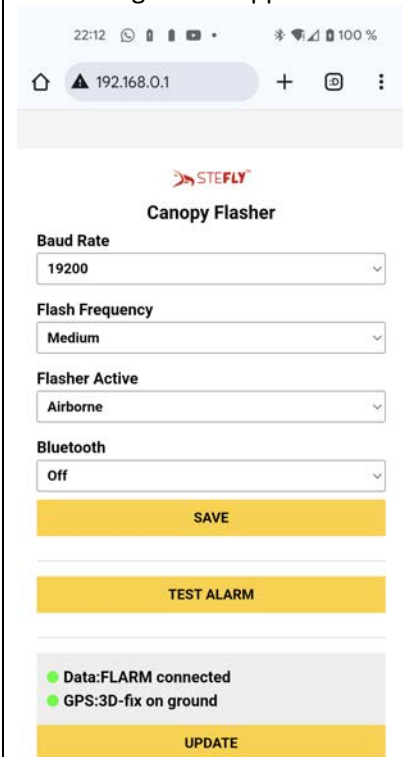 22:12 100 %
192.168.0.1
:D
STEFLY
Canopy Flasher
Baud Rate
19200
Flash Frequency
Medium
Flasher Active
Airborne
Bluetooth
Off
SAVE
TEST ALARM
Data:FLARM connected
GPS:3D-fix on ground
UPDATE